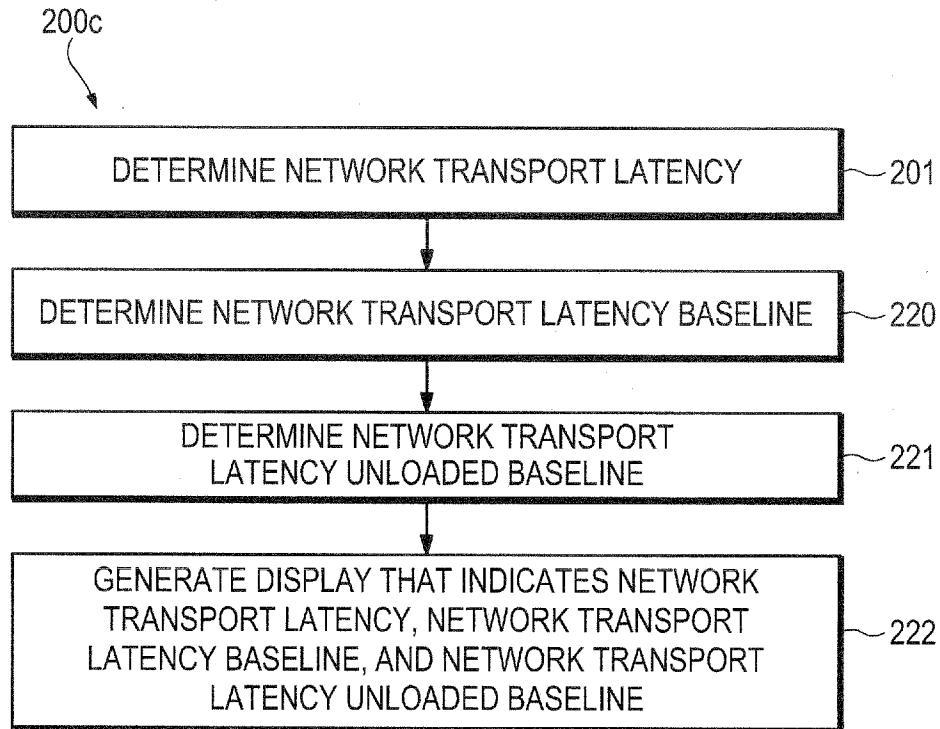 200c
DETERMINE NETWORK TRANSPORT LATENCY
201
DETERMINE NETWORK TRANSPORT LATENCY BASELINE
220
DETERMINE NETWORK TRANSPORT
LATENCY UNLOADED BASELINE
221
GENERATE DISPLAY THAT INDICATES NETWORK
TRANSPORT LATENCY, NETWORK TRANSPORT
LATENCY BASELINE, AND NETWORK TRANSPORT
LATENCY UNLOADED BASELINE
222